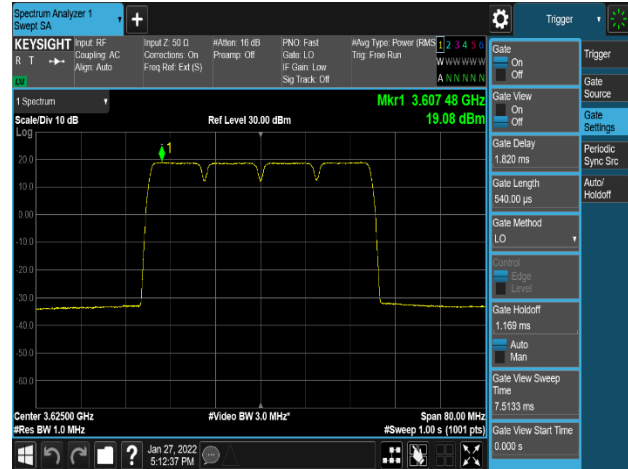 Spectrum Analyzer 1
Swept SA
Trigger
KEYSIGHT
R T
LW
Input: RF
Coupling: AC
Align: Auto
Input Z: 50 Ω
Corrections: On
Freq Ref: Ext (S)
#Atten: 16 dB
Preamp: Off
PNO: Fast
Gate: LO
IF Gain: Low
Sig Track: Off
#Avg Type: Power (RMS
Trig: Free Run
1 2 3 4 5 6
W W W W W W
A N N N N N
1 Spectrum
Scale/Div 10 dB
Log
Ref Level 30.00 dBm
Mkr1 3.607 48 GHz
19.08 dBm
1
20.0
10.0
0.00
-10.0
-20.0
-30.0
-40.0
-50.0
-60.0
Center 3.62500 GHz
#Res BW 1.0 MHz
#Video BW 3.0 MHz*
Span 80.00 MHz
#Sweep 1.00 s (1001 pts)
Gate
On
Off
Gate View
On
Off
Gate Delay
1.820 ms
Gate Length
540.00 µs
Gate Method
LO
Control
Edge
Level
Gate Holdoff
1.169 ms
Auto
Man
Gate View Sweep
Time
7.5133 ms
Gate View Start Time
0.000 s
Trigger
Gate
Source
Gate
Settings
Periodic
Sync Src
Auto/
Holdoff
?
Jan 27, 2022
5:12:37 PM